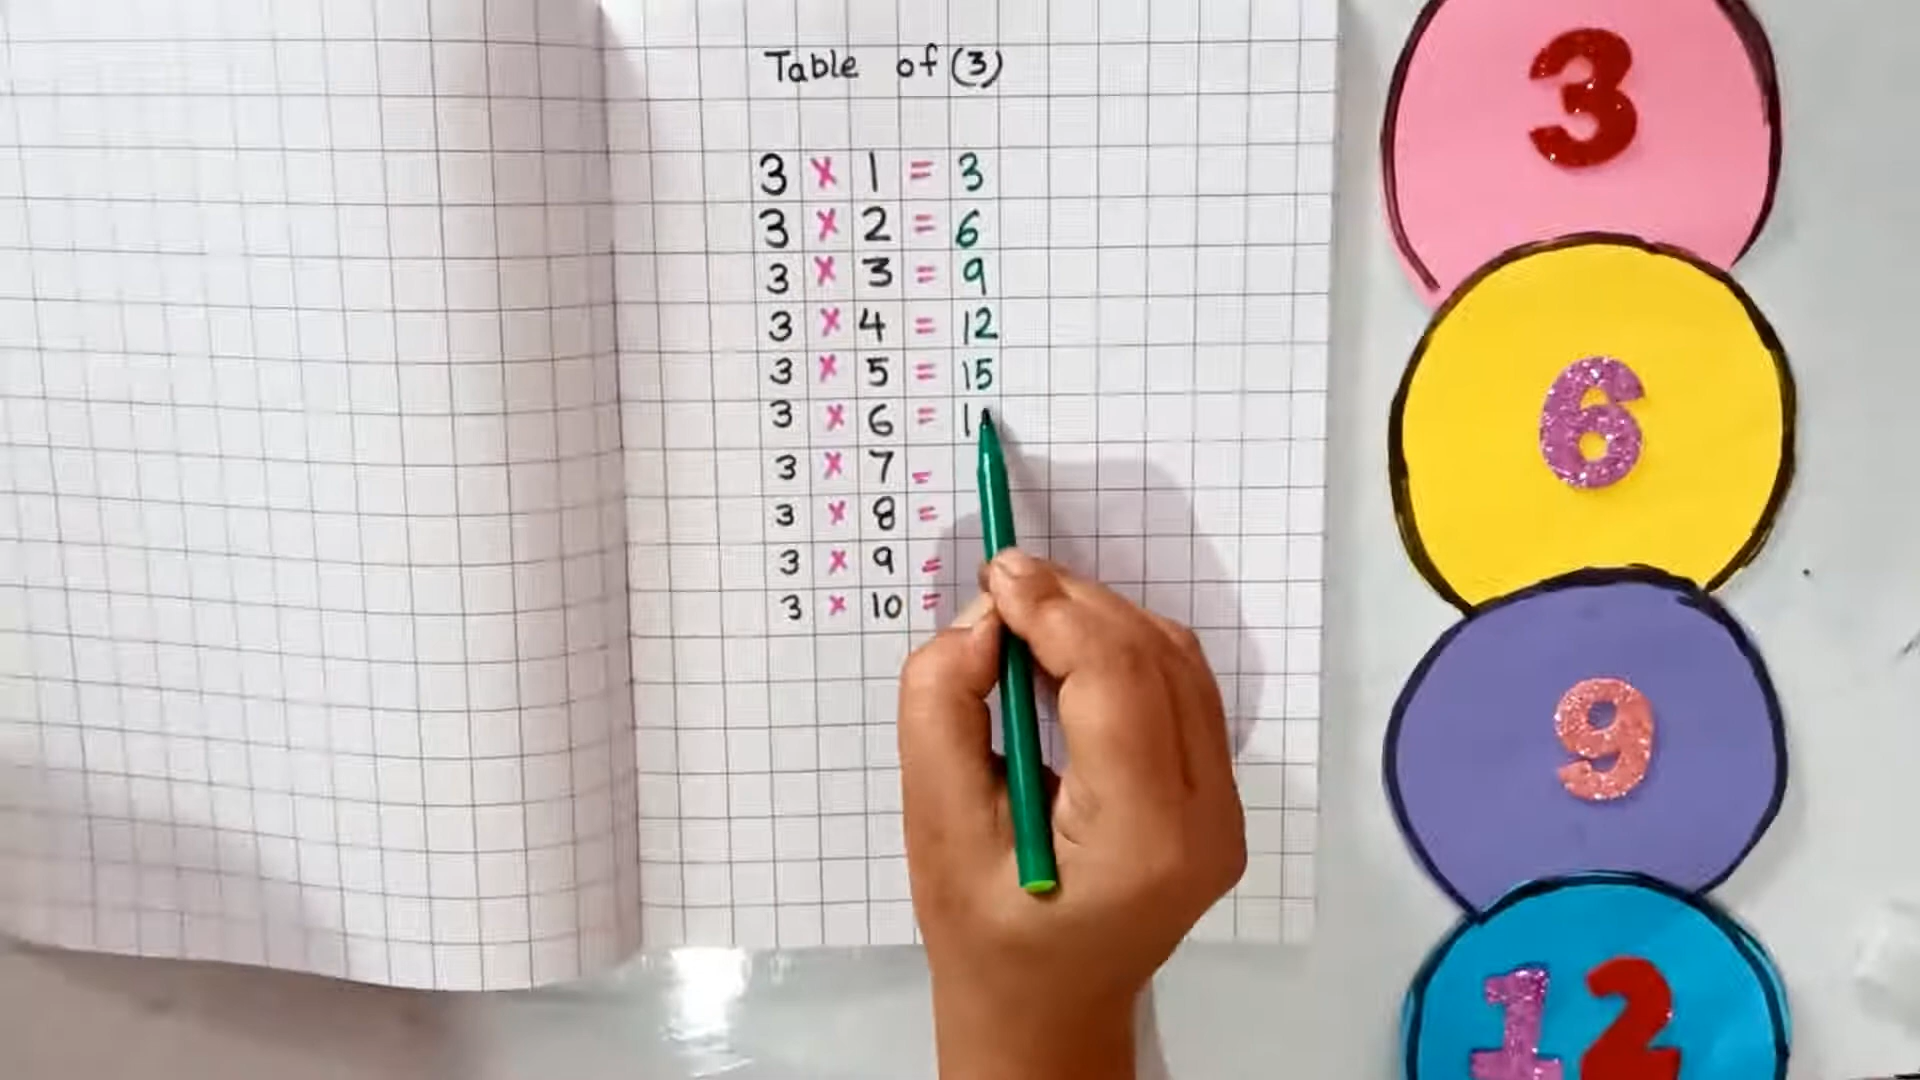 Table of (3)
3 × 1 = 3
3 × 2 = 6
3 × 3 = 9
3 × 4 = 12
3 × 5 = 15
3 × 6 = 1
3 × 7 =
3 × 8 =
3 × 9 =
3 × 10 =
3
6
9
12